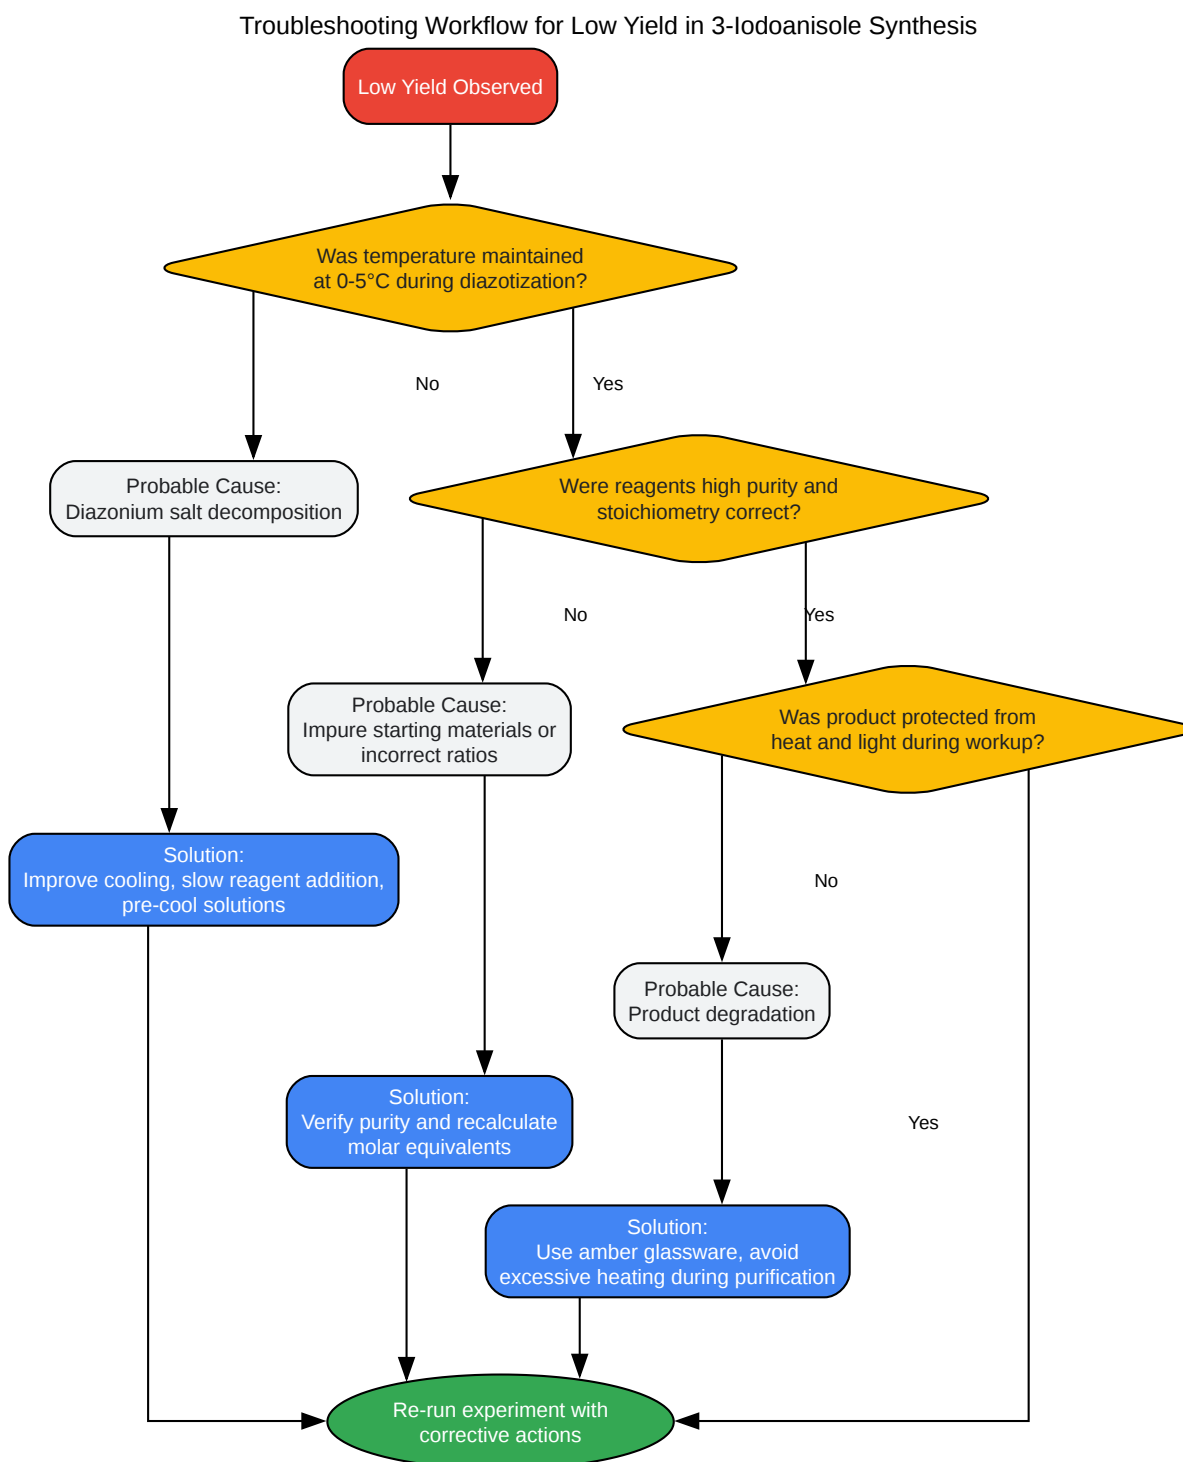 Troubleshooting Workflow for Low Yield in 3-Iodoanisole Synthesis
Low Yield Observed
Was temperature maintained
at 0-5°C during diazotization?
No
Yes
Probable Cause:
Diazonium salt decomposition
Were reagents high purity and
stoichiometry correct?
No
Yes
Probable Cause:
Impure starting materials or
incorrect ratios
Was product protected from
heat and light during workup?
Solution:
Improve cooling, slow reagent addition,
pre-cool solutions
No
Probable Cause:
Product degradation
Solution:
Verify purity and recalculate
molar equivalents
Yes
Solution:
Use amber glassware, avoid
excessive heating during purification
Re-run experiment with
corrective actions